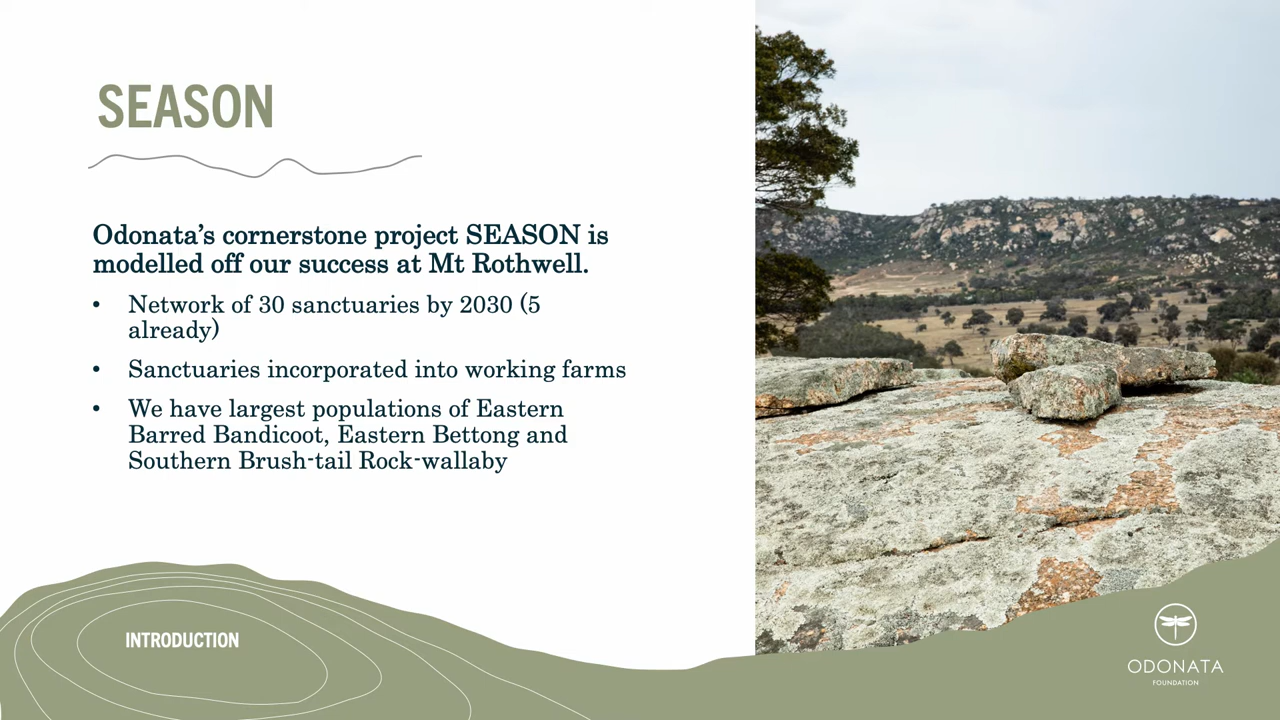 SEASON
Odonata’s cornerstone project SEASON is
modelled off our success at Mt Rothwell.
• Network of 30 sanctuaries by 2030 (5
already)
• Sanctuaries incorporated into working farms
• We have largest populations of Eastern
Barred Bandicoot, Eastern Bettong and
Southern Brush-tail Rock-wallaby
INTRODUCTION
ODONATA
FOUNDATION